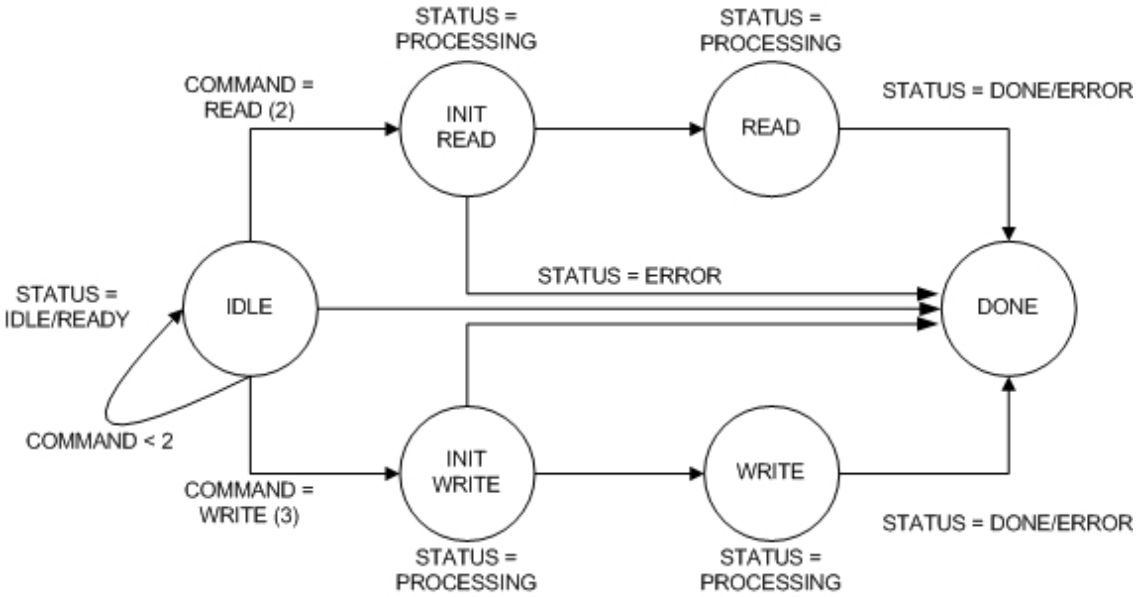 STATUS =
PROCESSING
STATUS =
PROCESSING
COMMAND =
READ (2)
STATUS = DONE/ERROR
INIT
READ
READ
STATUS = ERROR
STATUS =
IDLE/READY
IDLE
DONE
COMMAND < 2
INIT
WRITE
WRITE
COMMAND =
WRITE (3)
STATUS = DONE/ERROR
STATUS =
PROCESSING
STATUS =
PROCESSING